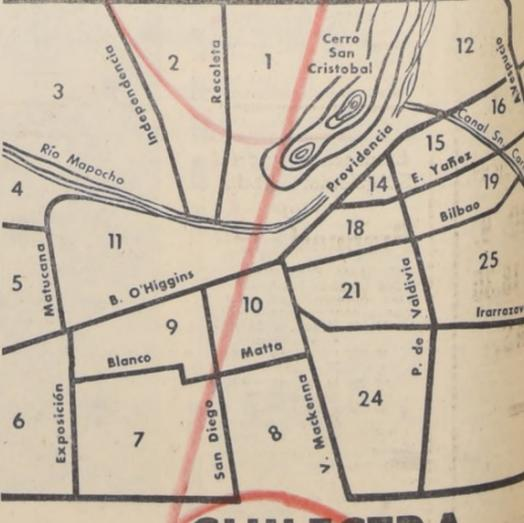 Cerro
San
Cristobal
12
A. Vespucio
1
2
Recoleta
3
Independencia
16
Canal Sn.
15
Providencia
Río Mapocho
E. Yañez
14
19
4
Bilbao
18
11
25
Maturana
5
B. O'Higgins
21
Valdivia
P. de
10
Irarrazav
9
Matta
Blanco
24
Exposición
6
7
San Diego
8
V. Mackenna